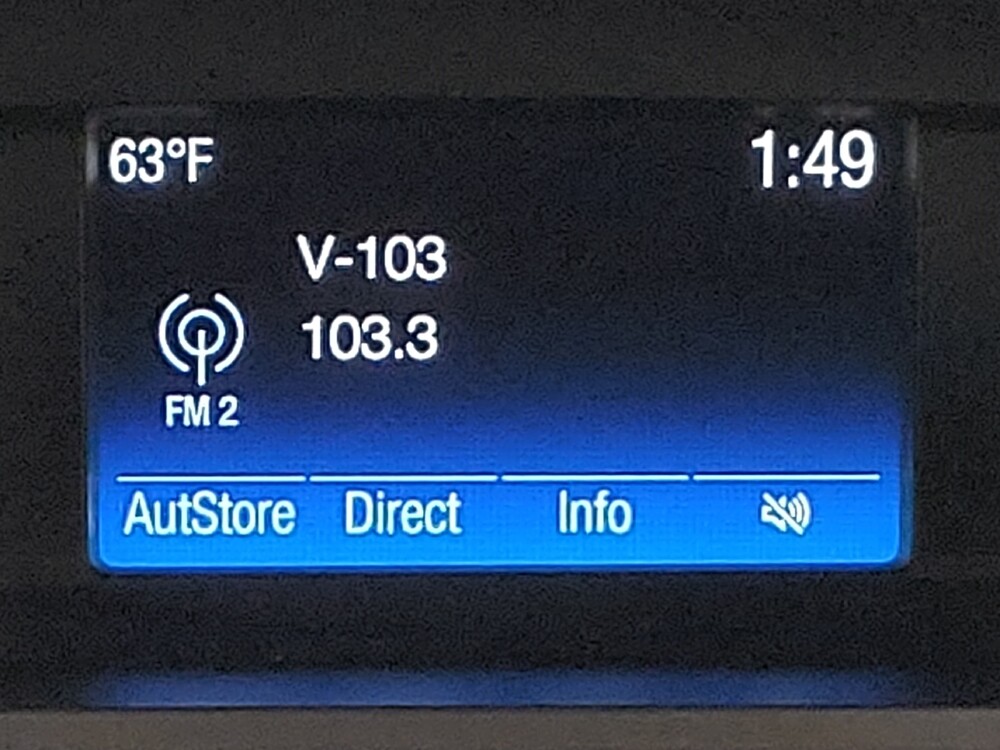 63°F 1:49
V-103
103.3
FM 2
AutStore Direct Info